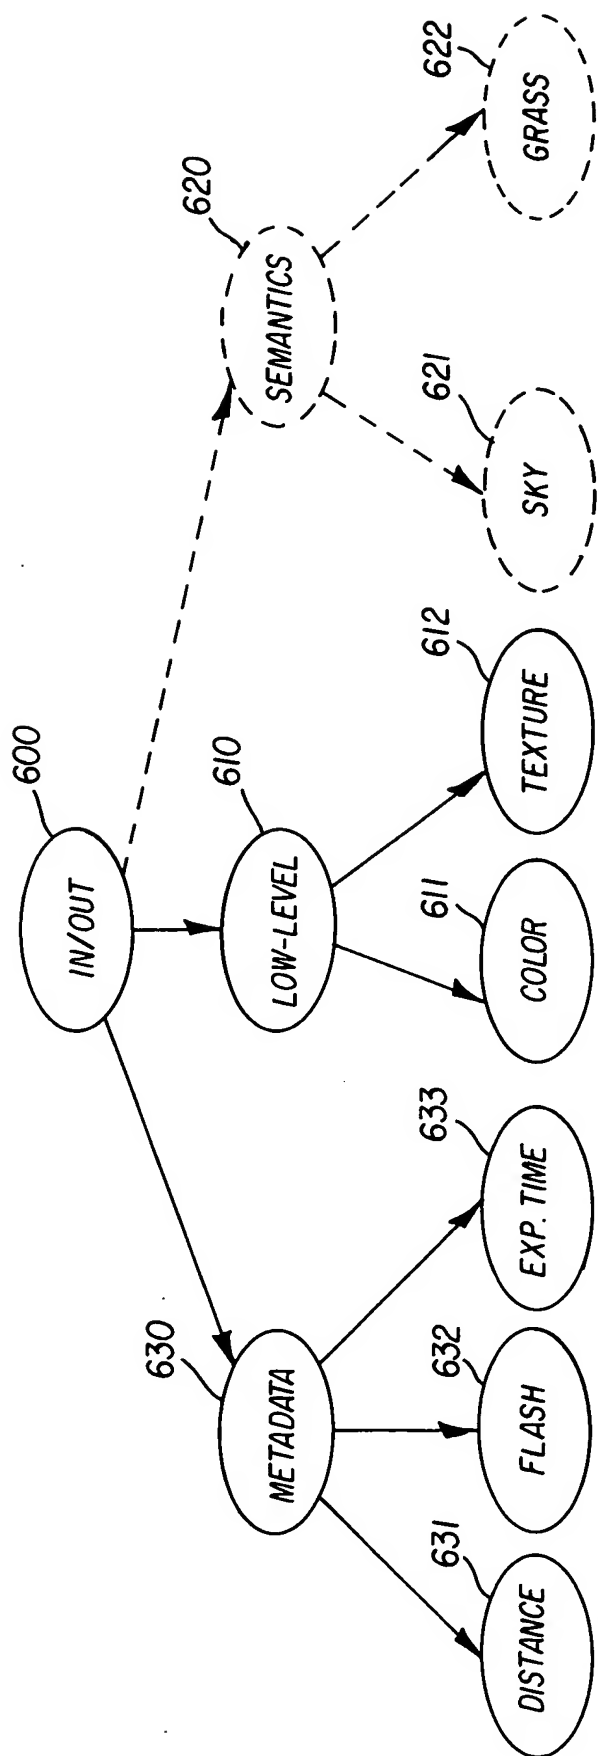 600
IN/OUT
630
METADATA
610
LOW-LEVEL
620
SEMANTICS
631
DISTANCE
632
FLASH
633
EXP. TIME
611
COLOR
612
TEXTURE
621
SKY
622
GRASS